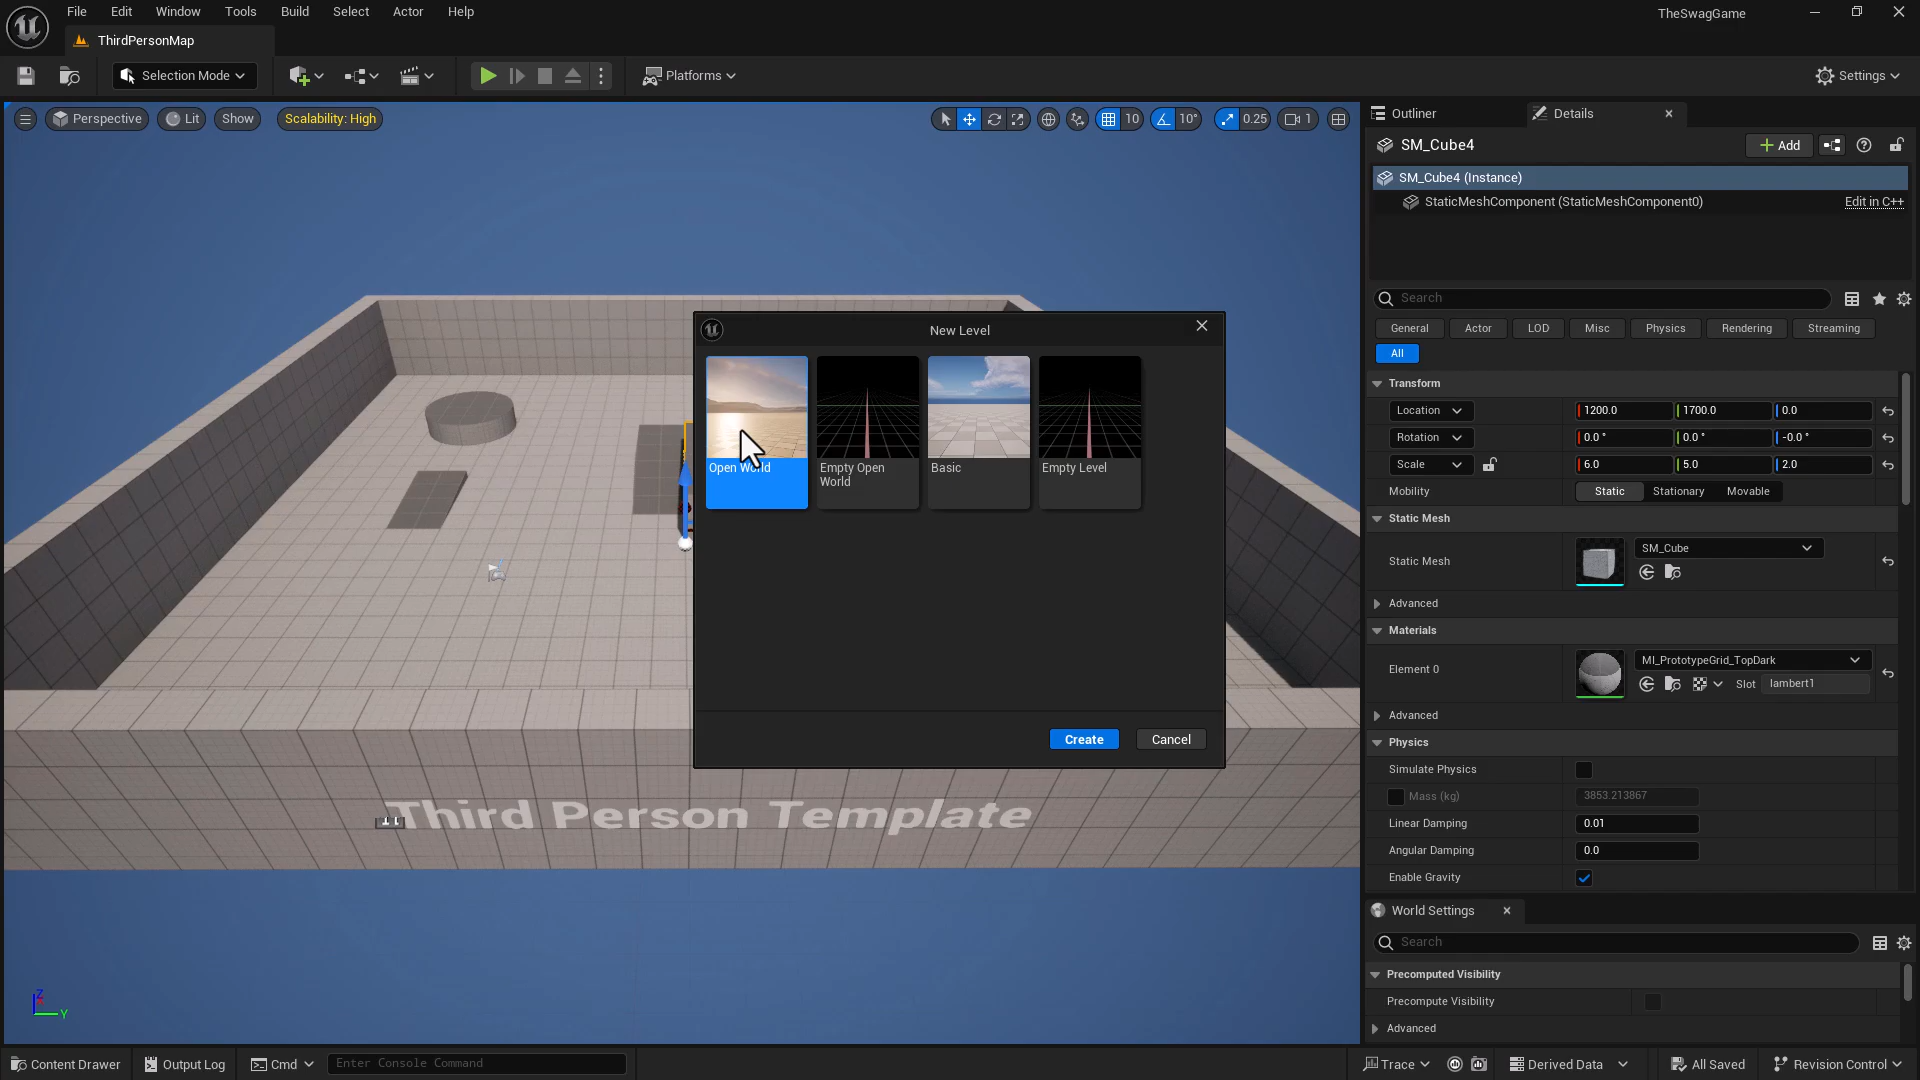 File Edit Window Tools Build Select Actor Help
TheSwagGame
ThirdPersonMap
Selection Mode
Platforms
Settings
Perspective Lit Show Scalability: High
10 10° 0.25 1
Outliner Details
SM_Cube4
Add
SM_Cube4 (Instance)
StaticMeshComponent (StaticMeshComponent0) Edit in C++
Search
General Actor LOD Misc Physics Rendering Streaming
All
Transform
Location 1200.0 1700.0 0.0
Rotation 0.0 ° 0.0 ° -0.0 °
Scale 6.0 5.0 2.0
Mobility Static Stationary Movable
Static Mesh
Static Mesh SM_Cube
Advanced
Materials
Element 0 MI_PrototypeGrid_TopDark
Slot lambert1
Advanced
Physics
Simulate Physics
Mass (kg) 3853.213867
Linear Damping 0.01
Angular Damping 0.0
Enable Gravity
World Settings
Search
Precomputed Visibility
Precompute Visibility
Advanced
New Level
Open World
Empty Open
World
Basic
Empty Level
Create Cancel
Third Person Template
Z
Y
Content Drawer Output Log Cmd Enter Console Command
Trace Derived Data All Saved Revision Control